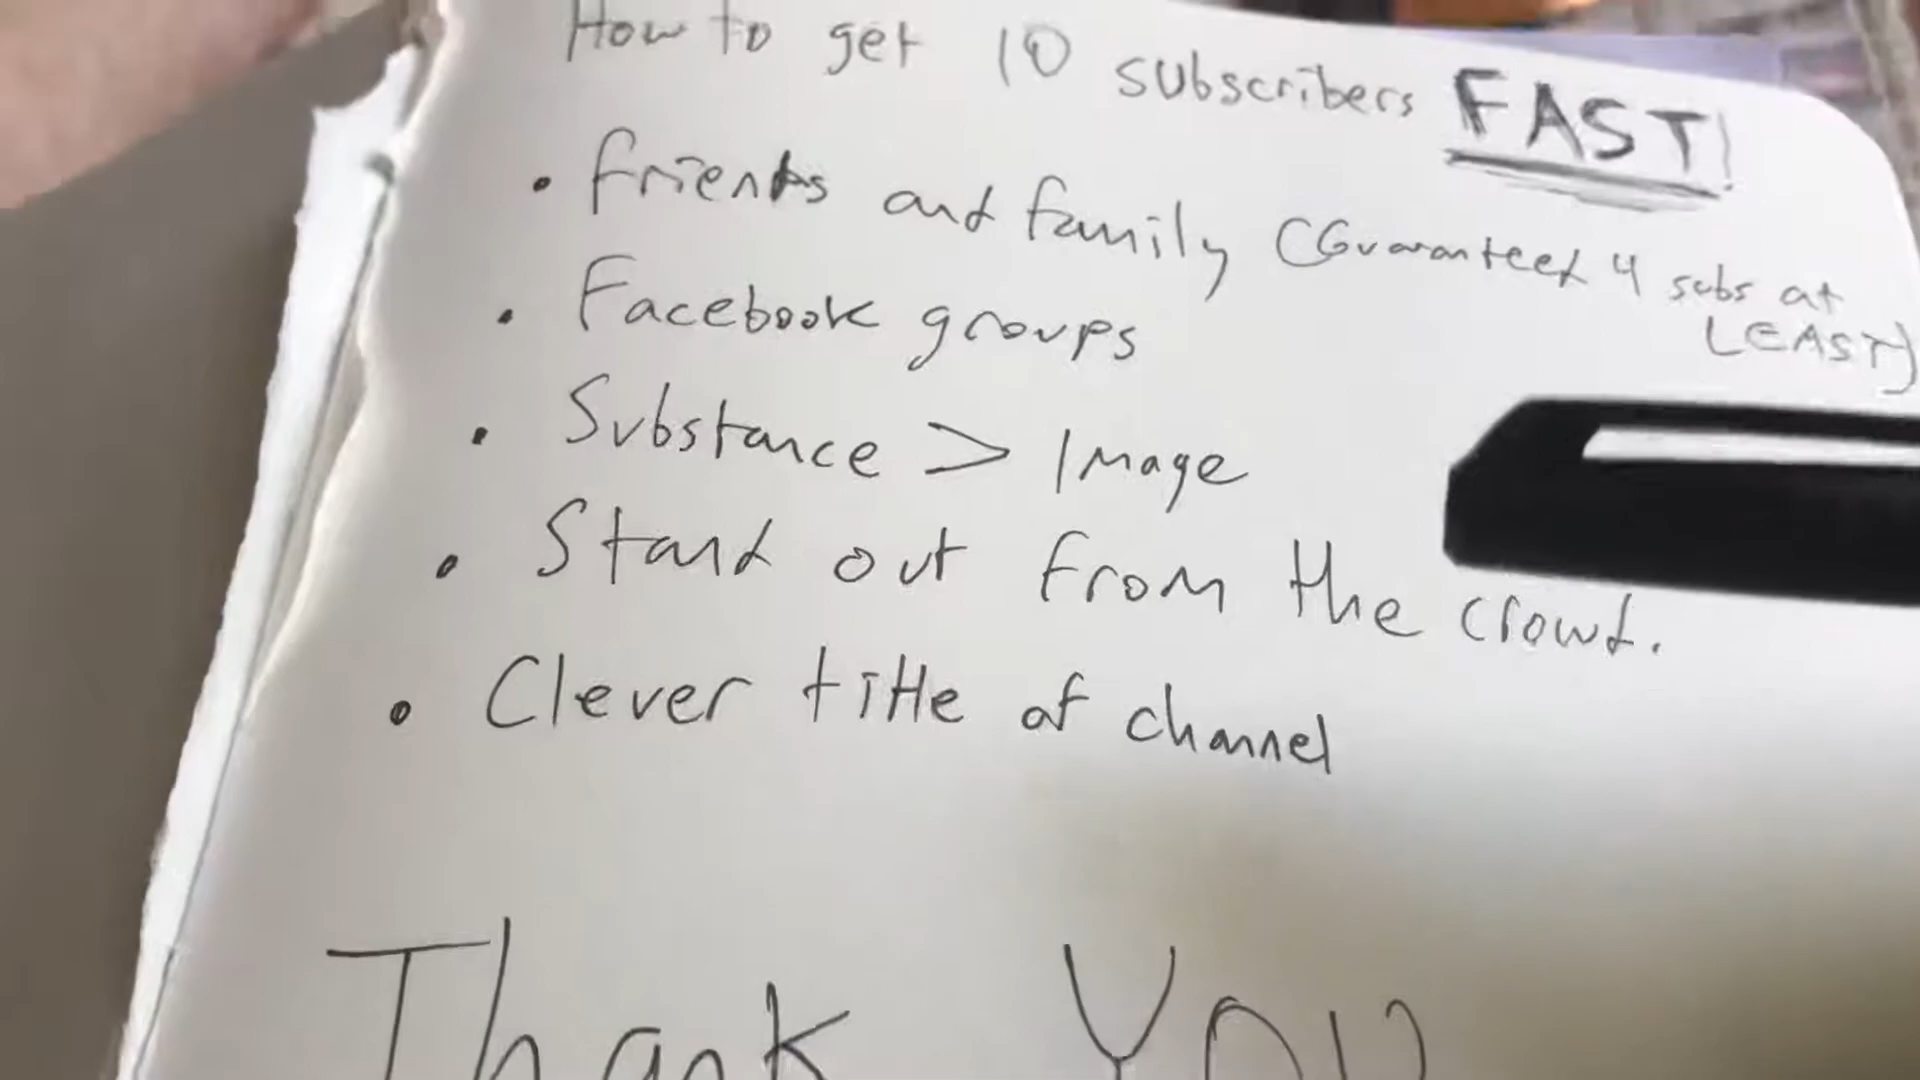 How to get 10 subscribers FAST!
• friends and family (Guaranteed 4 subs at
LEAST)
• Facebook groups
• Substance > Image
• Stand out from the crowd.
• Clever title of channel
Thank You